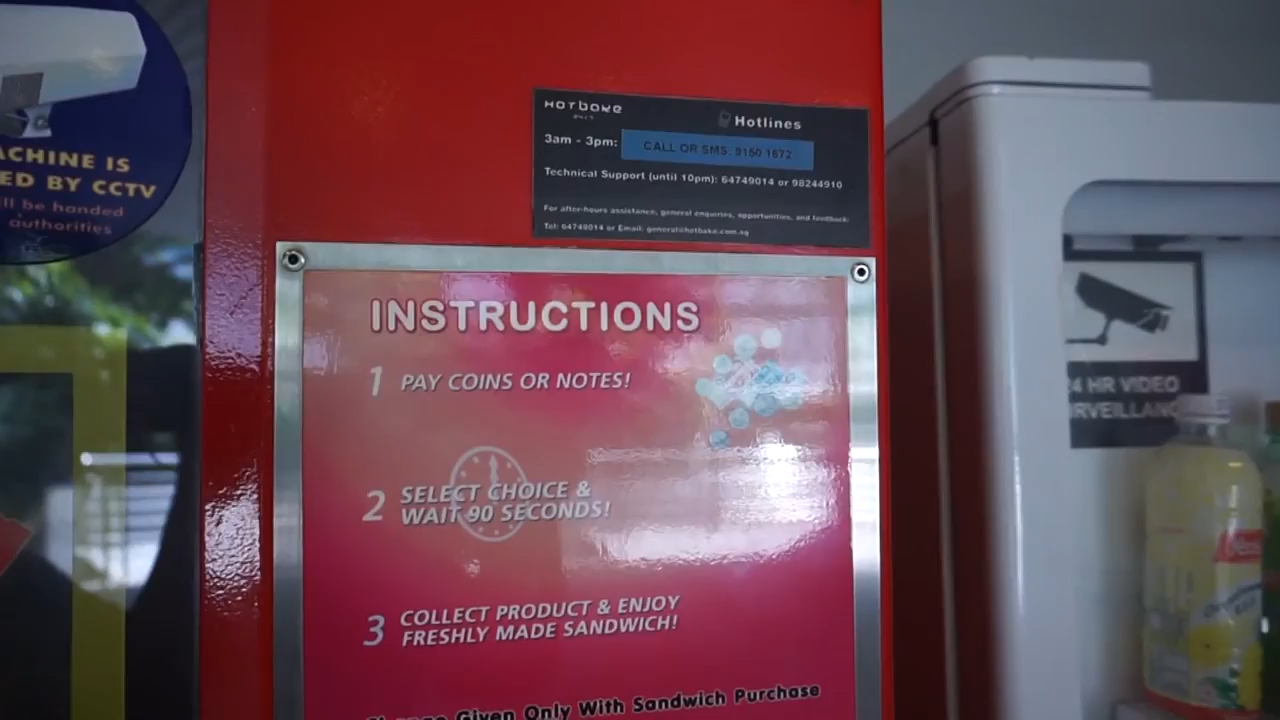 ACHINE IS
ED BY CCTV
ll be handed
authorities
HOTBAKE
Hotlines
3am - 3pm: CALL OR SMS: 9150 1672
Technical Support (until 10pm): 64749014 or 98244910
For after-hours assistance, general enquiries, opportunities, and feedback:
Tel: 64749014 or Email: general@hotbake.com.sg
INSTRUCTIONS
1 PAY COINS OR NOTES!
2 SELECT CHOICE &
WAIT 90 SECONDS!
3 COLLECT PRODUCT & ENJOY
FRESHLY MADE SANDWICH!
Given Only With Sandwich Purchase
24 HR VIDEO
RVEILLANC